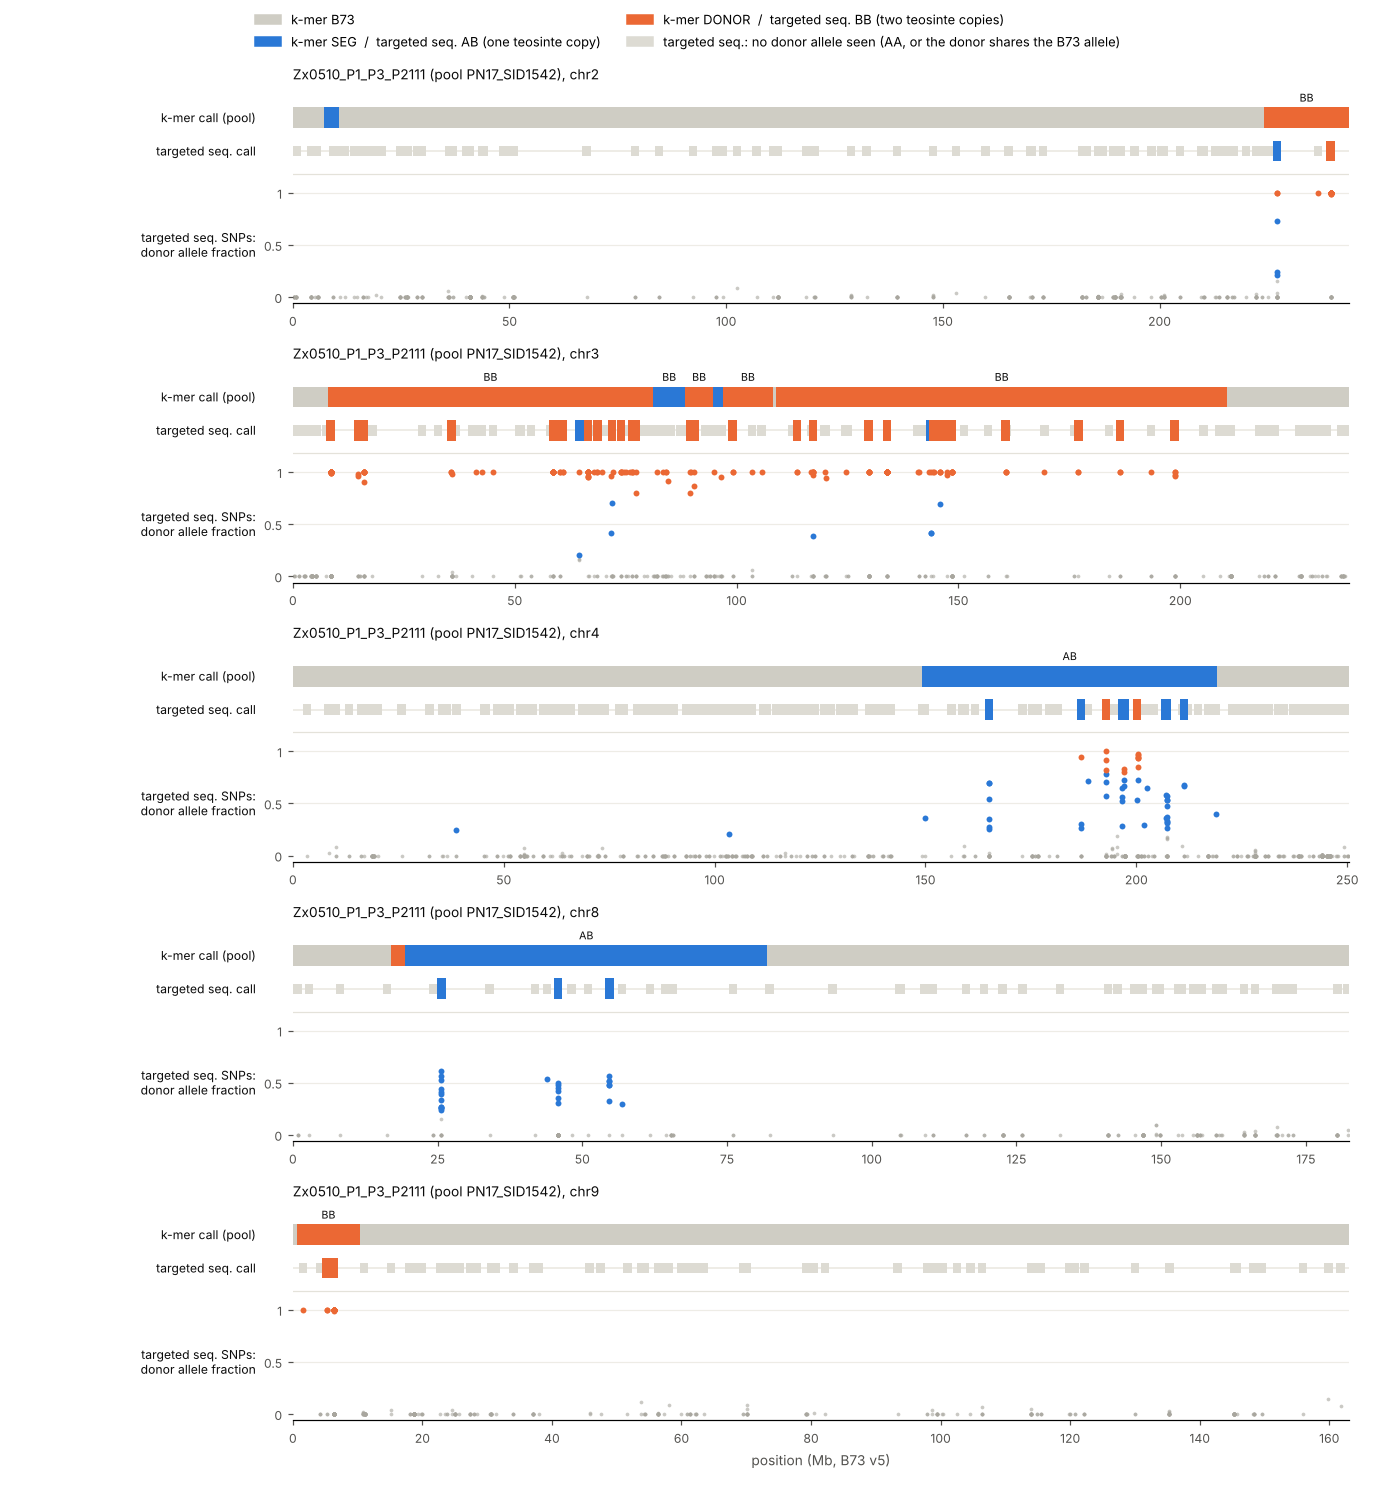 k-mer B73
k-mer DONOR / targeted seq. BB (two teosinte copies)
k-mer SEG / targeted seq. AB (one teosinte copy)
targeted seq.: no donor allele seen (AA, or the donor shares the B73 allele)
Zx0510_P1_P3_P2111 (pool PN17_SID1542), chr2
BB
k-mer call (pool)
targeted seq. call
1
targeted seq. SNPs:
donor allele fraction
0.5
0
0 50 100 150 200
Zx0510_P1_P3_P2111 (pool PN17_SID1542), chr3
BB BB BB BB BB
k-mer call (pool)
targeted seq. call
1
targeted seq. SNPs:
donor allele fraction
0.5
0
0 50 100 150 200
Zx0510_P1_P3_P2111 (pool PN17_SID1542), chr4
AB
k-mer call (pool)
targeted seq. call
1
targeted seq. SNPs:
donor allele fraction
0.5
0
0 50 100 150 200 250
Zx0510_P1_P3_P2111 (pool PN17_SID1542), chr8
AB
k-mer call (pool)
targeted seq. call
1
targeted seq. SNPs:
donor allele fraction
0.5
0
0 25 50 75 100 125 150 175
Zx0510_P1_P3_P2111 (pool PN17_SID1542), chr9
BB
k-mer call (pool)
targeted seq. call
1
targeted seq. SNPs:
donor allele fraction
0.5
0
0 20 40 60 80 100 120 140 160
position (Mb, B73 v5)